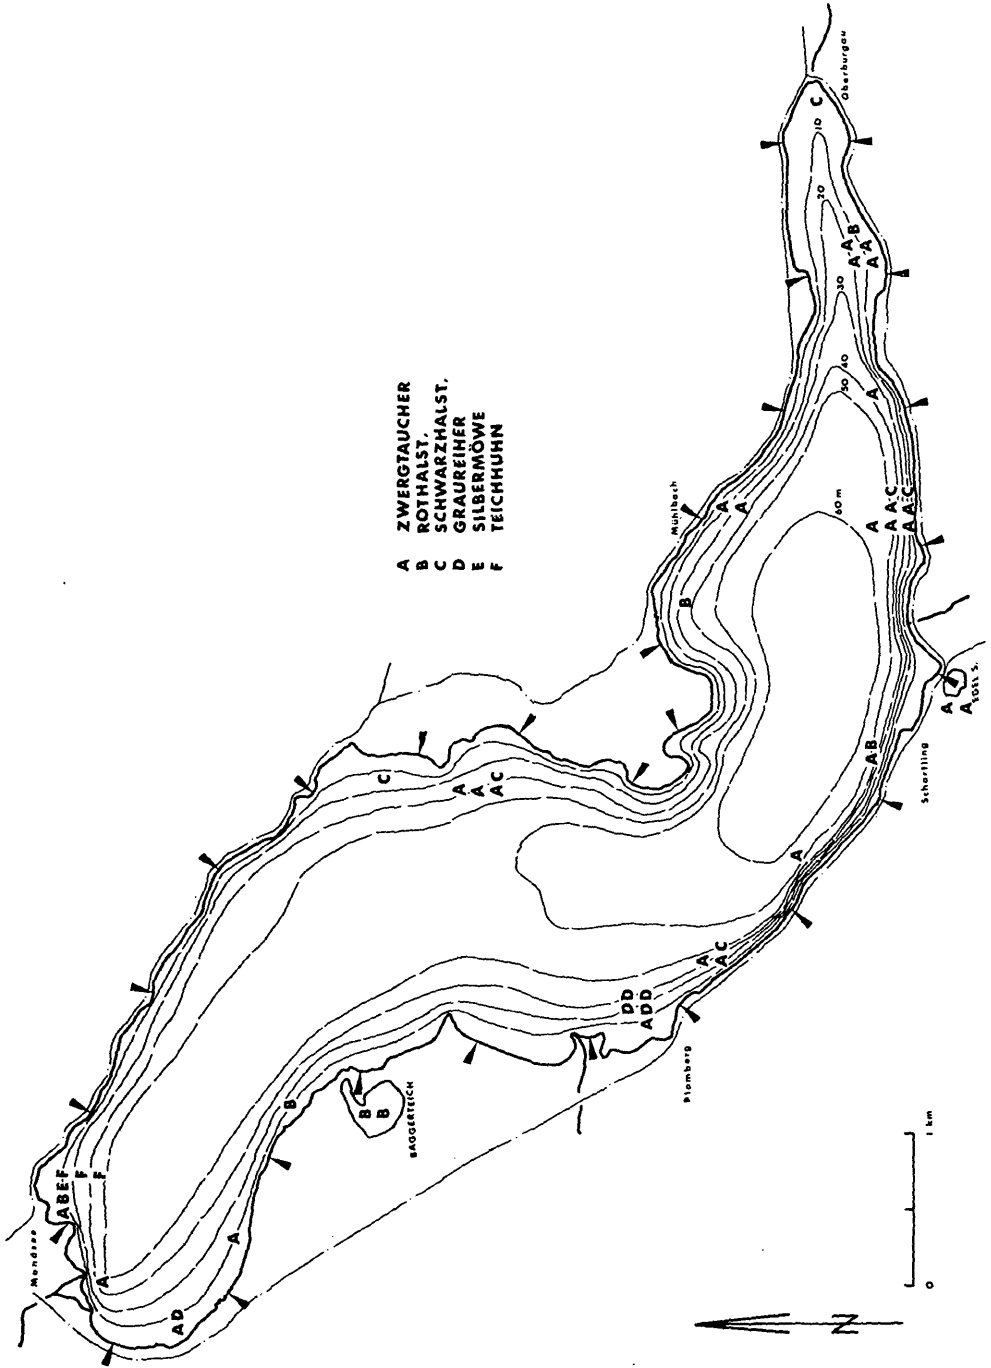 A ZWERGTAUCHER
B ROTHALST.
C SCHWARZHALST.
D GRAUREIHER
E SILBERMÖWE
F TEICHHUHN
Mondsee
A B E F
F
F
A
A D
A
B
BAGGERTEICH
B
B
Plomberg
D D
A D D
A
A C
A
C
A
A
A C
A B
Scharfling
A
A
EGEL S.
Mühlbach
A
A
B
60 m
A
A A C
A A C
50
40
A
30
20
10
A A B
A A
C
Oberburgau
0 1 km
N